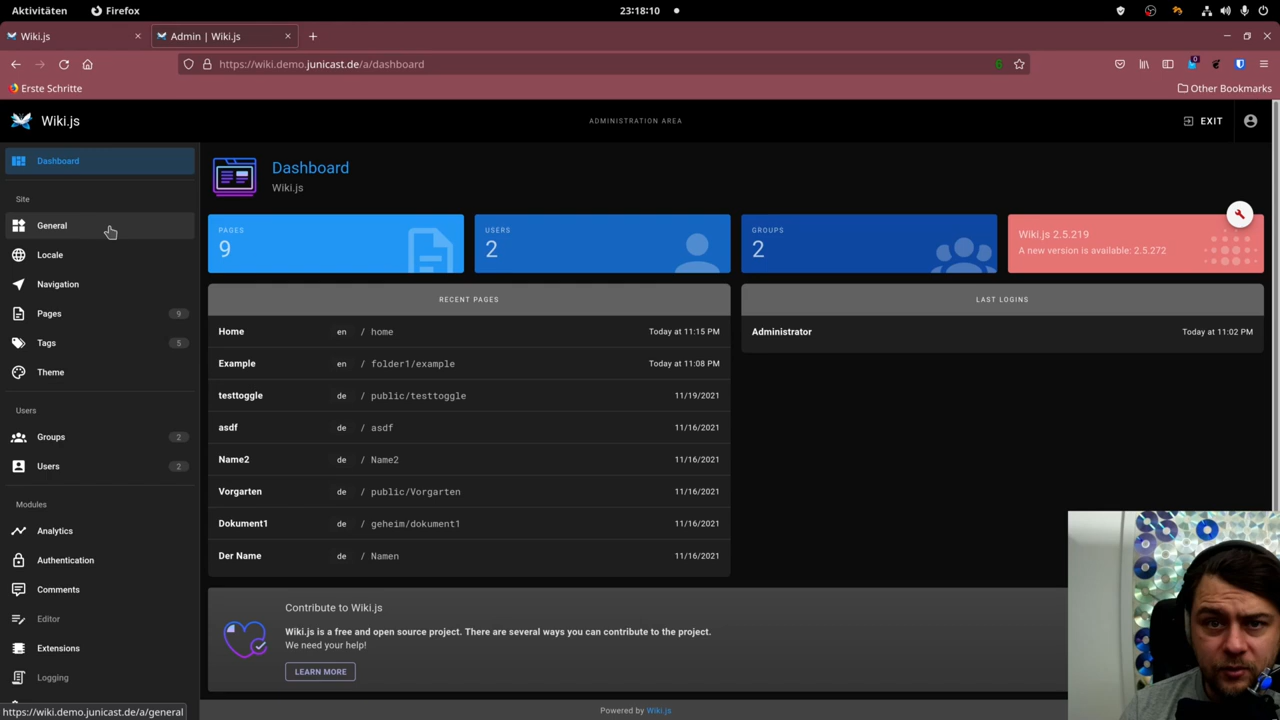 Aktivitäten Firefox 23:18:10
Wiki.js Admin | Wiki.js
https://wiki.demo.junicast.de/a/dashboard 6
Erste Schritte Other Bookmarks
Wiki.js ADMINISTRATION AREA EXIT
Dashboard
Site
General
Locale
Navigation
Pages 9
Tags 5
Theme
Users
Groups 2
Users 2
Modules
Analytics
Authentication
Comments
Editor
Extensions
Logging
https://wiki.demo.junicast.de/a/general
Dashboard
Wiki.js
PAGES
9
USERS
2
GROUPS
2
Wiki.js 2.5.219
A new version is available: 2.5.272
RECENT PAGES
Home en / home Today at 11:15 PM
Example en / folder1/example Today at 11:08 PM
testtoggle de / public/testtoggle 11/19/2021
asdf de / asdf 11/16/2021
Name2 de / Name2 11/16/2021
Vorgarten de / public/Vorgarten 11/16/2021
Dokument1 de / geheim/dokument1 11/16/2021
Der Name de / Namen 11/16/2021
LAST LOGINS
Administrator Today at 11:02 PM
Contribute to Wiki.js
Wiki.js is a free and open source project. There are several ways you can contribute to the project.
We need your help!
LEARN MORE
Powered by Wiki.js
0